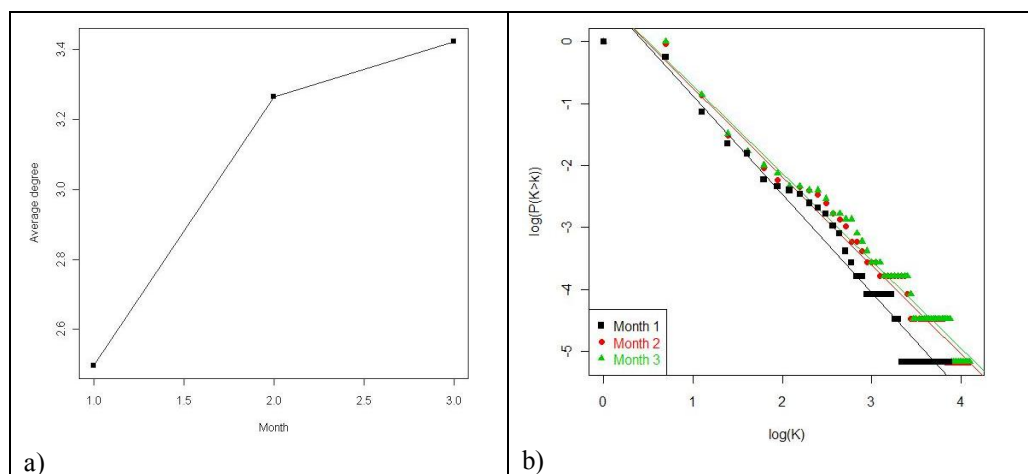 3.4
3.2
3.0
2.8
2.6
Average degree
1.0 1.5 2.0 2.5 3.0
Month
a)
0
-1
-2
-3
-4
-5
log(P(K>k))
Month 1
Month 2
Month 3
0 1 2 3 4
log(K)
b)